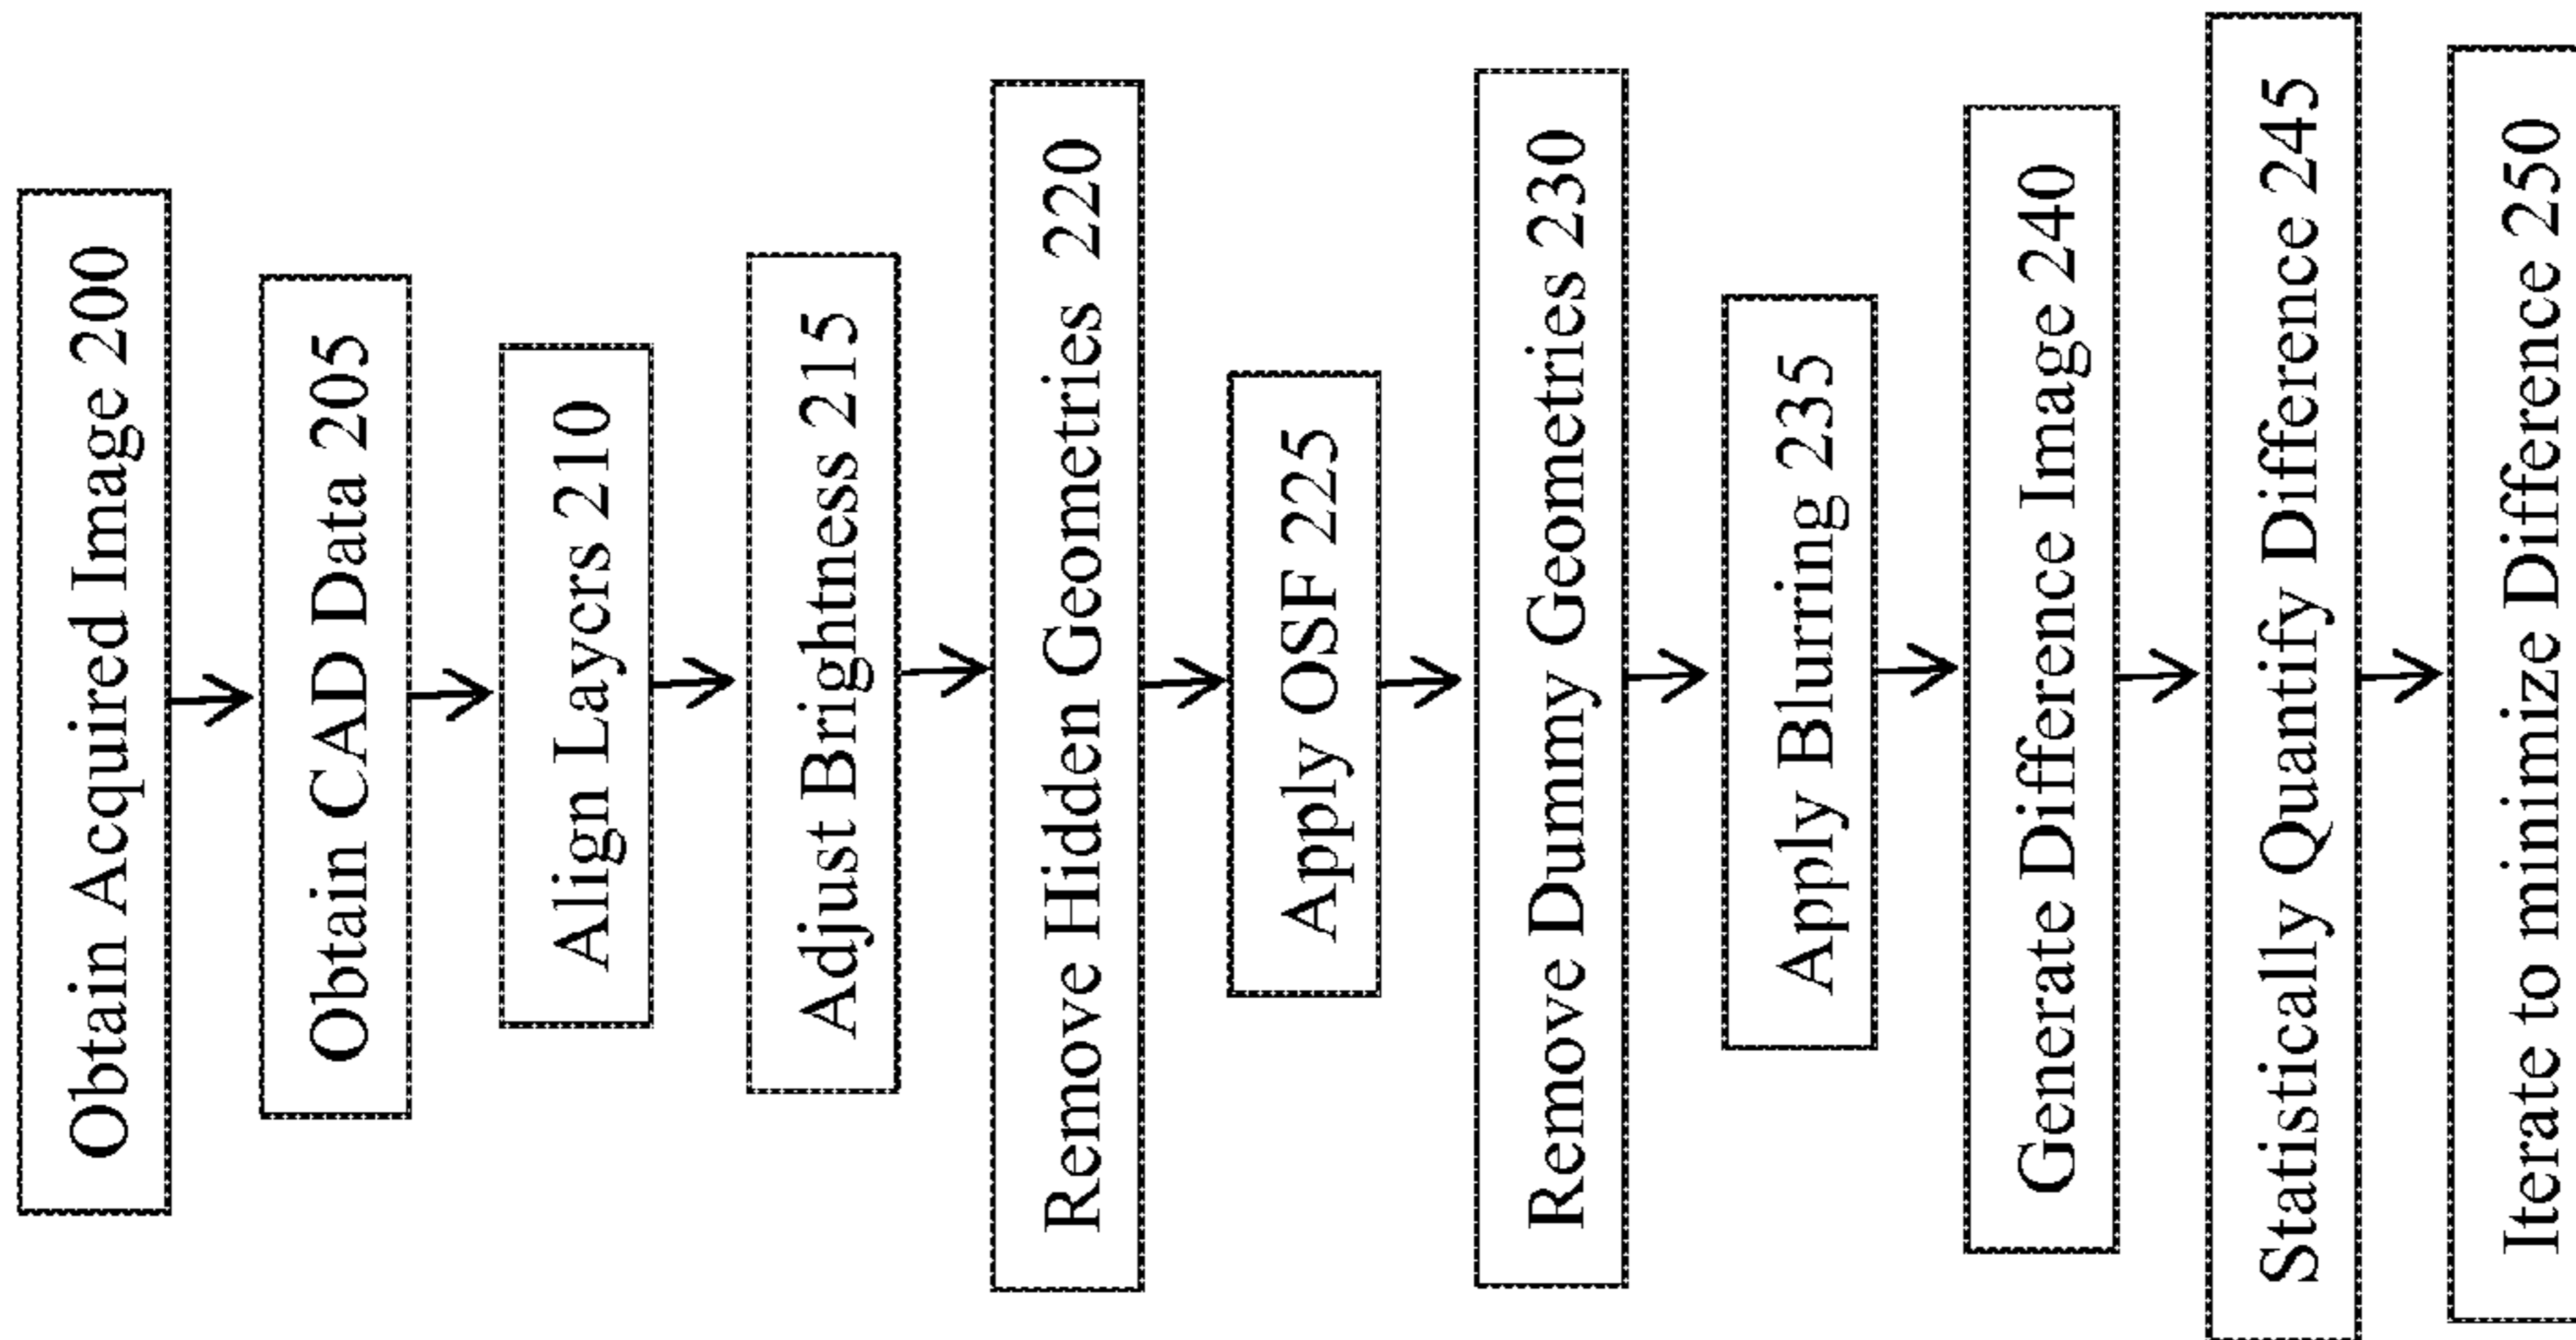 Obtain Acquired Image 200
Obtain CAD Data 205
Align Layers 210
Adjust Brightness 215
Remove Hidden Geometries 220
Apply OSF 225
Remove Dummy Geometries 230
Apply Blurring 235
Generate Difference Image 240
Statistically Quantify Difference 245
Iterate to minimize Difference 250